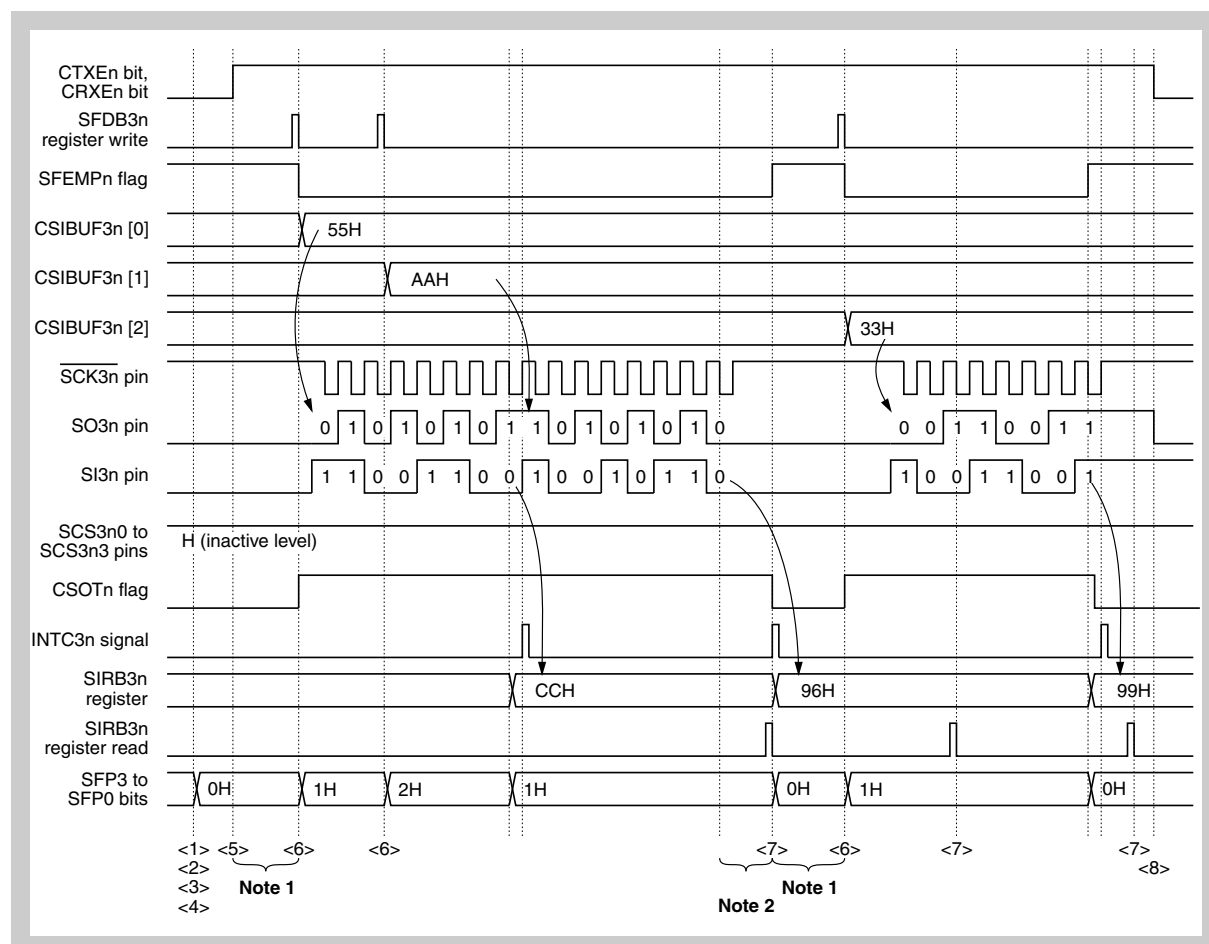 CTXEn bit,
CRXEn bit
SFDB3n
register write
SFEMPn flag
CSIBUF3n [0]
55H
CSIBUF3n [1]
AAH
CSIBUF3n [2]
33H
SCK3n pin
SO3n pin
0 1 0 1 0 1 0 1 1 0 1 0 1 0 1 0
0 0 1 1 0 0 1 1
SI3n pin
1 1 0 0 1 1 0 0 1 0 0 1 0 1 1 0
1 0 0 1 1 0 0 1
SCS3n0 to
SCS3n3 pins
H (inactive level)
CSOTn flag
INTC3n signal
SIRB3n
register
CCH
96H
99H
SIRB3n
register read
SFP3 to
SFP0 bits
0H
1H
2H
1H
0H
1H
0H
<1> <5> <6> <6> <7> <6> <7> <7>
<2> <8>
<3> Note 1 Note 1
<4> Note 2